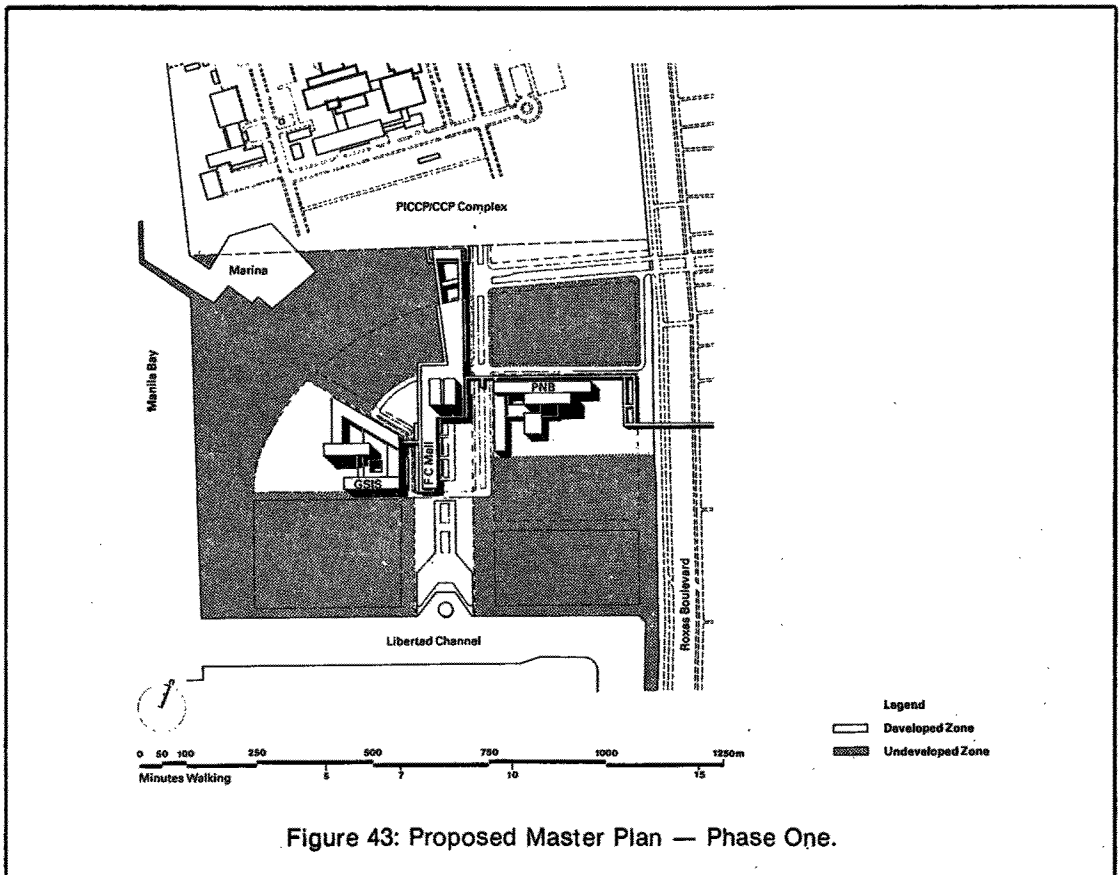 PICCP/CCP Complex
Marina
Manila Bay
PNB
F C Mall
GSIS
Roxas Boulevard
Libertad Channel
Legend
Developed Zone
Undeveloped Zone
0 50 100 250 500 750 1000 1250m
Minutes Walking 5 7 10 15
Figure 43: Proposed Master Plan — Phase One.